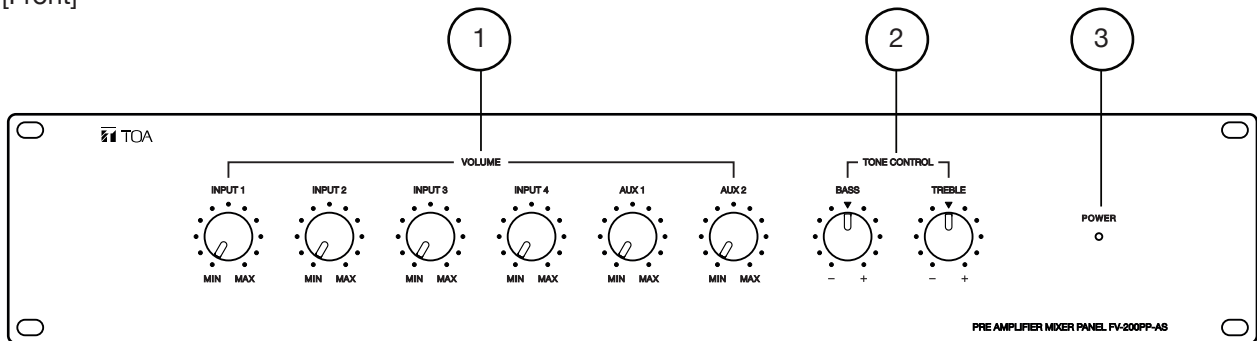 [Front]
1 2 3
TOA
VOLUME TONE CONTROL
INPUT 1 INPUT 2 INPUT 3 INPUT 4 AUX 1 AUX 2 BASS TREBLE
POWER
MIN MAX MIN MAX MIN MAX MIN MAX MIN MAX MIN MAX − + − +
PRE AMPLIFIER MIXER PANEL FV-200PP-AS